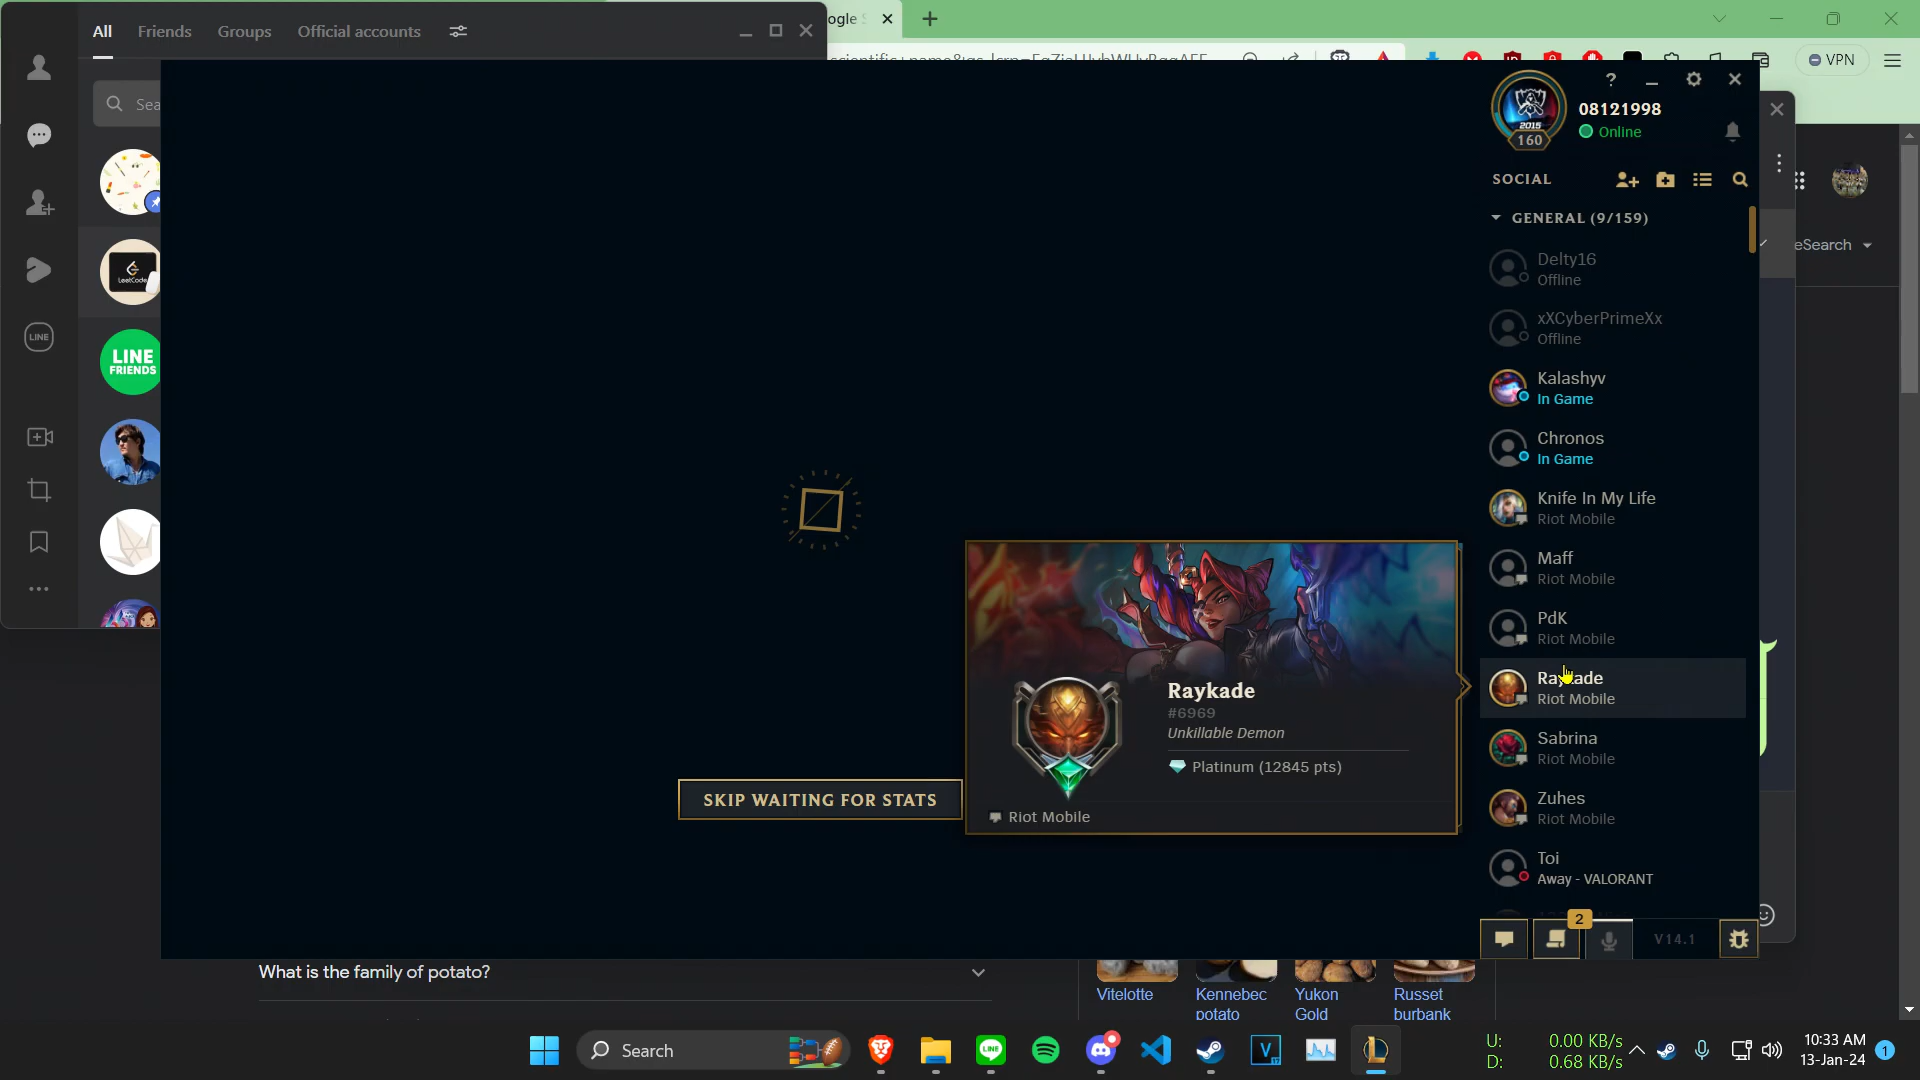 All Friends Groups Official accounts
ogle S
VPN
Sea
LeetCode
LINE
LINE
FRIENDS
2015
160
08121998
Online
SOCIAL
GENERAL (9/159)
eSearch
Delty16
Offline
xXCyberPrimeXx
Offline
Kalashyv
In Game
Chronos
In Game
Knife In My Life
Riot Mobile
Maff
Riot Mobile
PdK
Riot Mobile
Raykade
Riot Mobile
Sabrina
Riot Mobile
Zuhes
Riot Mobile
Toi
Away - VALORANT
2
V14.1
Raykade
#6969
Unkillable Demon
Platinum (12845 pts)
Riot Mobile
SKIP WAITING FOR STATS
What is the family of potato?
Vitelotte
Kennebec
potato
Yukon
Gold
Russet
burbank
Search
U: 0.00 KB/s
D: 0.68 KB/s
10:33 AM
13-Jan-24
1